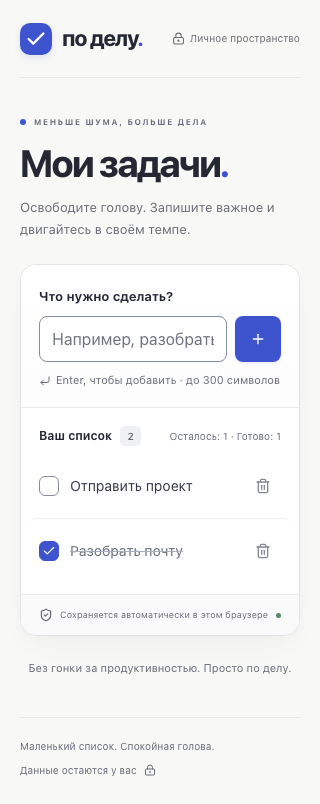 по делу.
Личное пространство
МЕНЬШЕ ШУМА, БОЛЬШЕ ДЕЛА
Мои задачи.
Освободите голову. Запишите важное и
двигайтесь в своём темпе.
Что нужно сделать?
Например, разобрать
+
Enter, чтобы добавить · до 300 символов
Ваш список 2
Осталось: 1 · Готово: 1
Отправить проект
Разобрать почту
Сохраняется автоматически в этом браузере
Без гонки за продуктивностью. Просто по делу.
Маленький список. Спокойная голова.
Данные остаются у вас